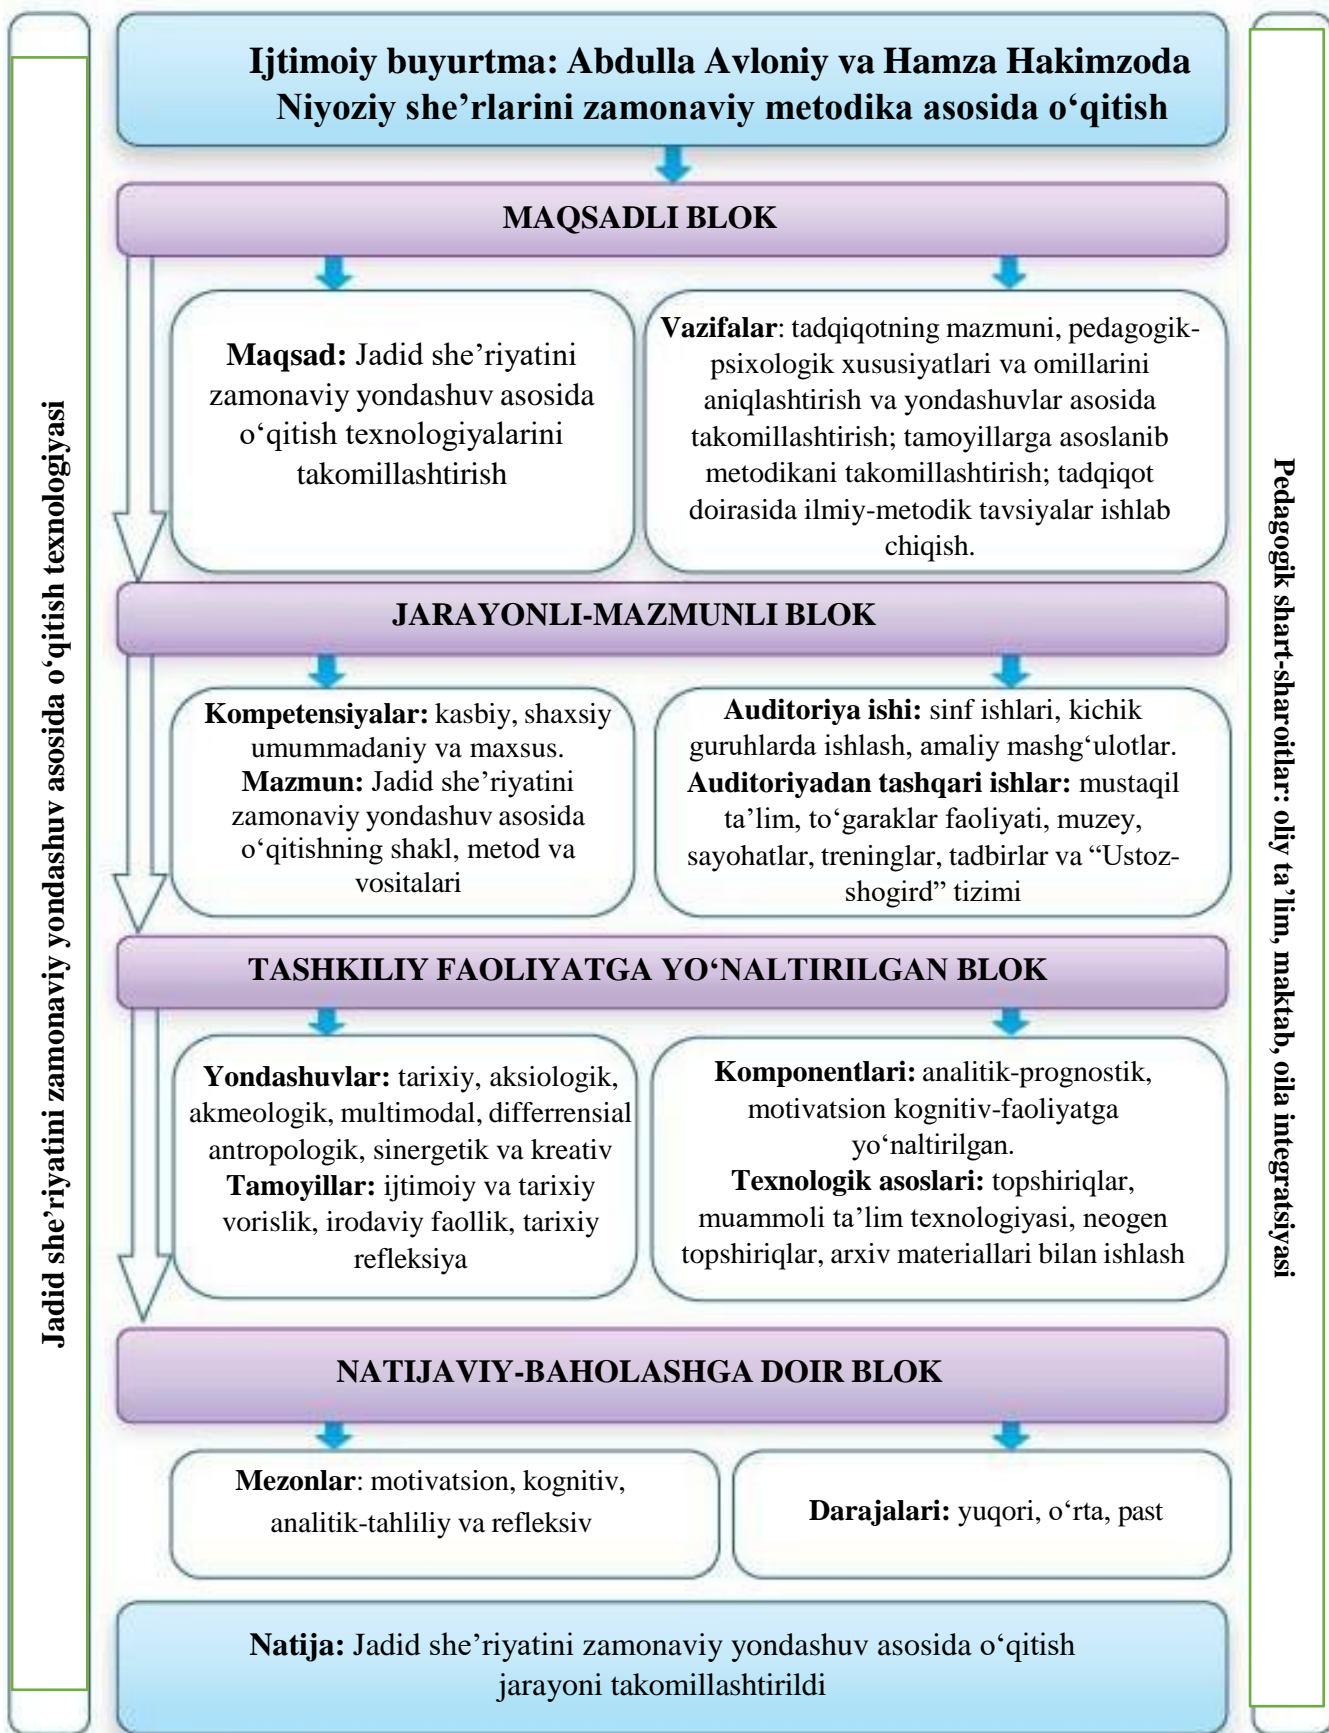 Ijtimoiy buyurtma: Abdulla Avloniy va Hamza Hakimzoda
Niyoziy she’rlarini zamonaviy metodika asosida o‘qitish
MAQSADLI BLOK
Maqsad: Jadid she’riyatini
zamonaviy yondashuv asosida
o‘qitish texnologiyalarini
takomillashtirish
Vazifalar: tadqiqotning mazmuni, pedagogik-
psixologik xususiyatlari va omillarini
aniqlashtirish va yondashuvlar asosida
takomillashtirish; tamoyillarga asoslanib
metodikani takomillashtirish; tadqiqot
doirasida ilmiy-metodik tavsiyalar ishlab
chiqish.
JARAYONLI-MAZMUNLI BLOK
Kompetensiyalar: kasbiy, shaxsiy
umummadaniy va maxsus.
Mazmun: Jadid she’riyatini
zamonaviy yondashuv asosida
o‘qitishning shakl, metod va
vositalari
Auditoriya ishi: sinf ishlari, kichik
guruhlarda ishlash, amaliy mashg‘ulotlar.
Auditoriyadan tashqari ishlar: mustaqil
ta’lim, to‘garaklar faoliyati, muzey,
sayohatlar, treninglar, tadbirlar va “Ustoz-
shogird” tizimi
TASHKILIY FAOLIYATGA YO‘NALTIRILGAN BLOK
Yondashuvlar: tarixiy, aksiologik,
akmeologik, multimodal, differrensial
antropologik, sinergetik va kreativ
Tamoyillar: ijtimoiy va tarixiy
vorislik, irodaviy faollik, tarixiy
refleksiya
Komponentlari: analitik-prognostik,
motivatsion kognitiv-faoliyatga
yo‘naltirilgan.
Texnologik asoslari: topshiriqlar,
muammoli ta’lim texnologiyasi, neogen
topshiriqlar, arxiv materiallari bilan ishlash
NATIJAVIY-BAHOLASHGA DOIR BLOK
Mezonlar: motivatsion, kognitiv,
analitik-tahliliy va refleksiv
Darajalari: yuqori, o‘rta, past
Natija: Jadid she’riyatini zamonaviy yondashuv asosida o‘qitish
jarayoni takomillashtirildi
Jadid she’riyatini zamonaviy yondashuv asosida o‘qitish texnologiyasi
Pedagogik shart-sharoitlar: oliy ta’lim, maktab, oila integratsiyasi